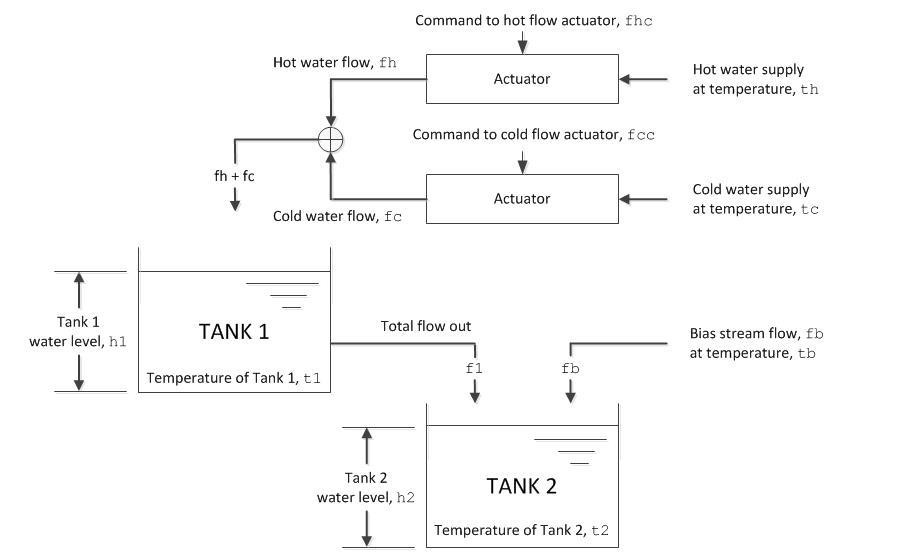 Command to hot flow actuator, fhc
Hot water flow, fh
Actuator
Hot water supply
at temperature, th
Command to cold flow actuator, fcc
fh + fc
Actuator
Cold water supply
at temperature, tc
Cold water flow, fc
Tank 1
water level, h1
TANK 1
Temperature of Tank 1, t1
Total flow out
f1
fb
Bias stream flow, fb
at temperature, tb
Tank 2
water level, h2
TANK 2
Temperature of Tank 2, t2